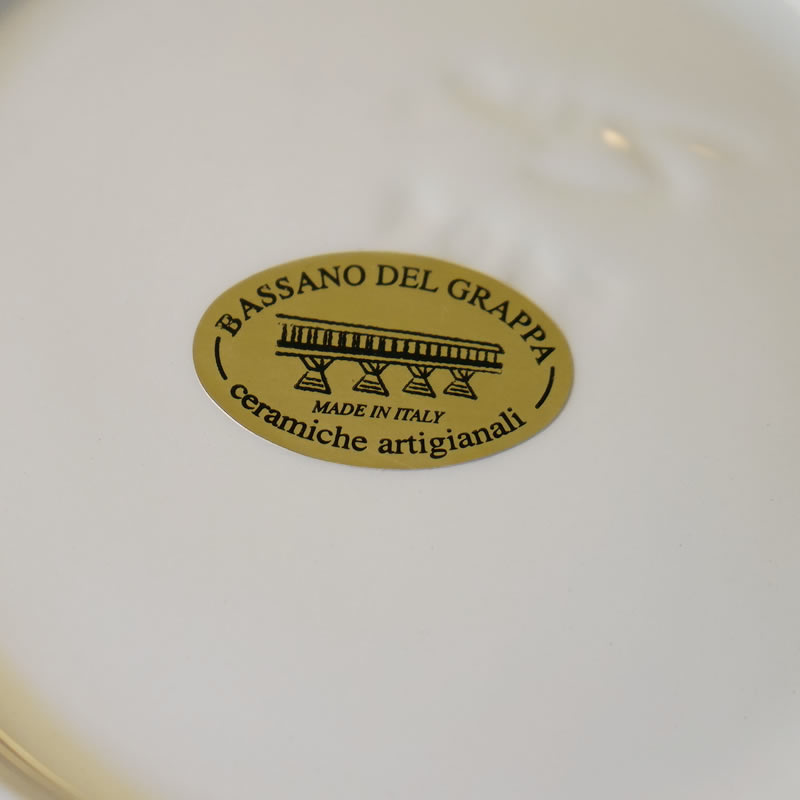 BASSANO DEL GRAPPA
MADE IN ITALY
ceramiche artigianali